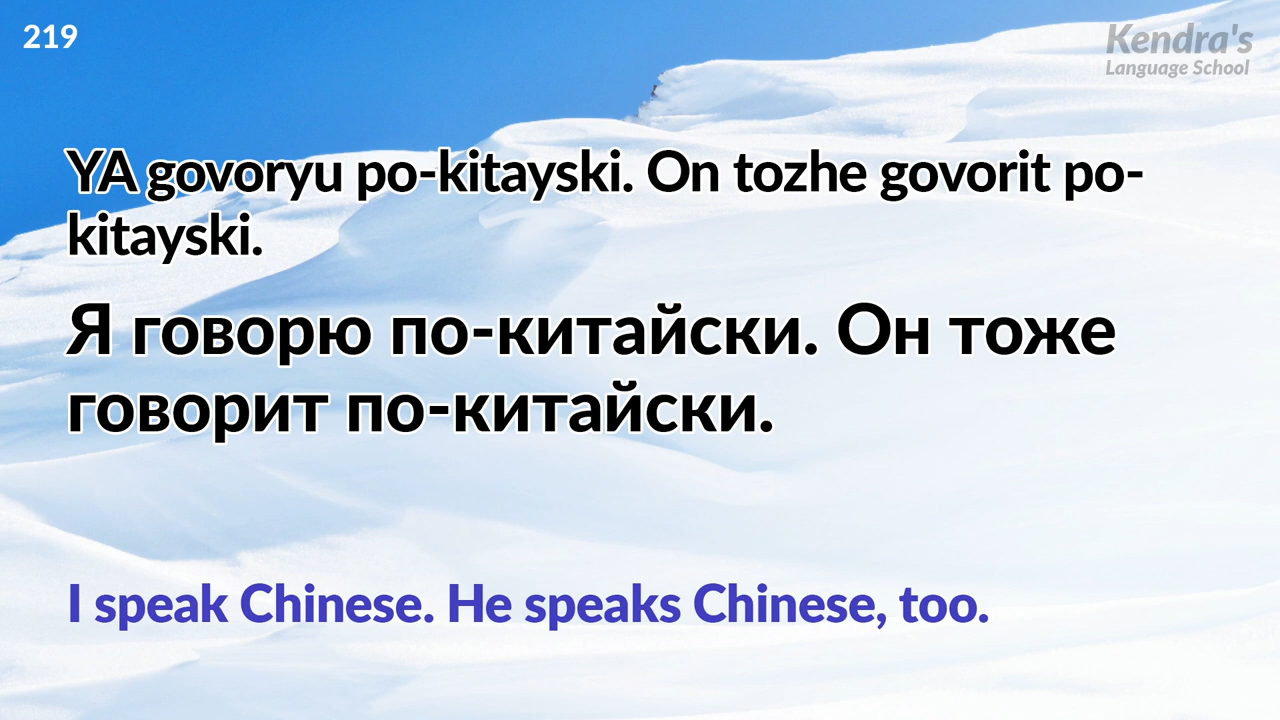 219
Kendra's
Language School
YA govoryu po-kitayski. On tozhe govorit po-
kitayski.
Я говорю по-китайски. Он тоже
говорит по-китайски.
I speak Chinese. He speaks Chinese, too.